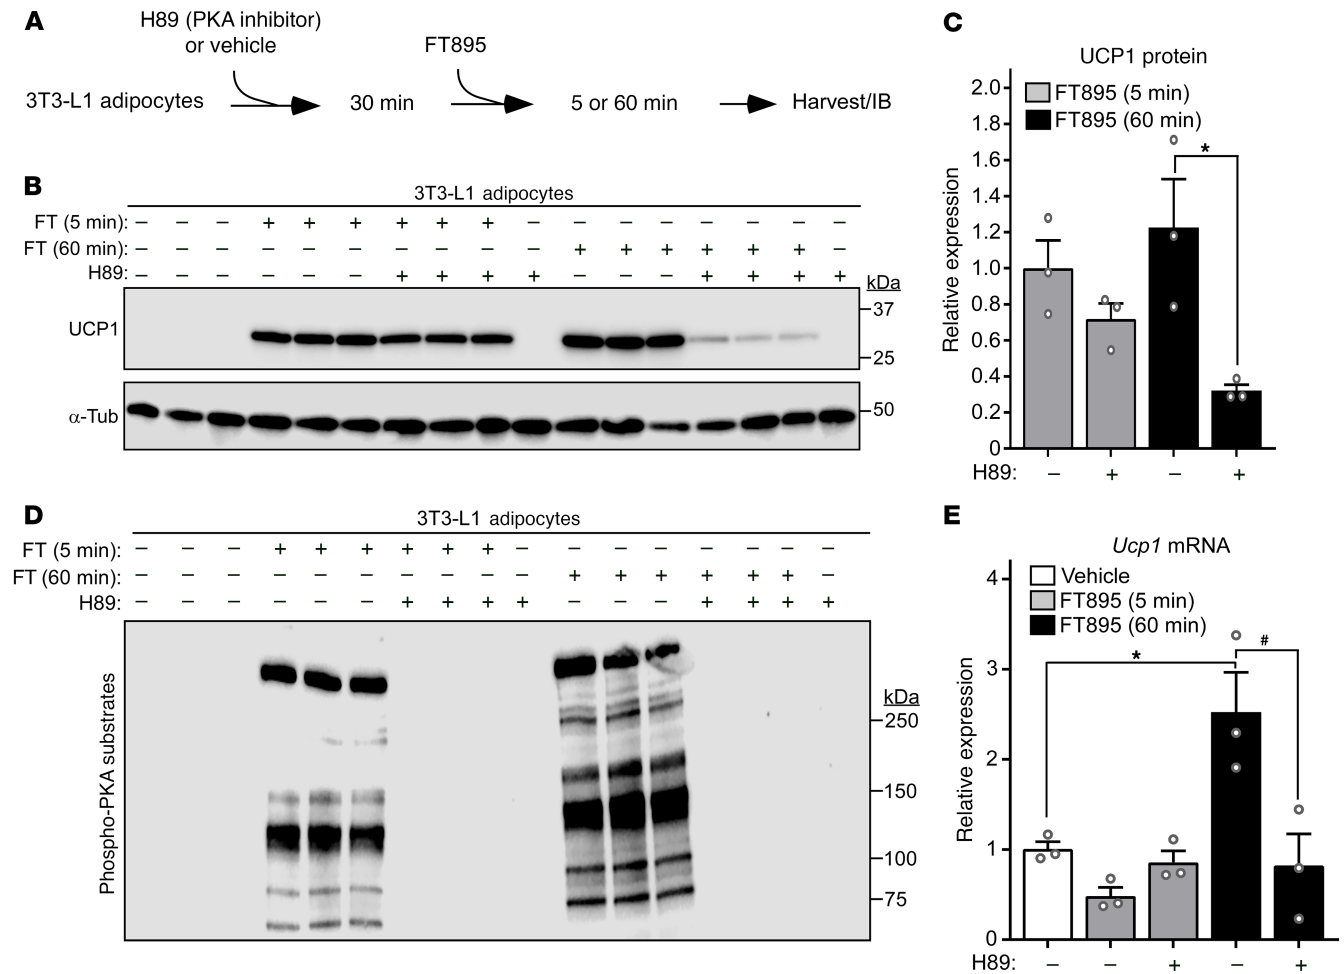 A
H89 (PKA inhibitor)
or vehicle
FT895
3T3-L1 adipocytes
30 min
5 or 60 min
Harvest/IB
B
3T3-L1 adipocytes
FT (5 min): – – – + + + + + + – – – – – – – –
FT (60 min): – – – – – – – – – – + + + + + + –
H89: – – – – – – + + + + – – – + + + +
kDa
UCP1
37
25
α-Tub
50
C
UCP1 protein
FT895 (5 min)
FT895 (60 min)
*
Relative expression
2.0
1.8
1.6
1.4
1.2
1.0
0.8
0.6
0.4
0.2
0
H89: – + – +
D
3T3-L1 adipocytes
FT (5 min): – – – + + + + + + – – – – – – – –
FT (60 min): – – – – – – – – – – + + + + + + –
H89: – – – – – – + + + + – – – + + + +
Phospho-PKA substrates
kDa
250
150
100
75
E
Ucp1 mRNA
Vehicle
FT895 (5 min)
FT895 (60 min)
*
#
Relative expression
4
3
2
1
0
H89: – – + – +